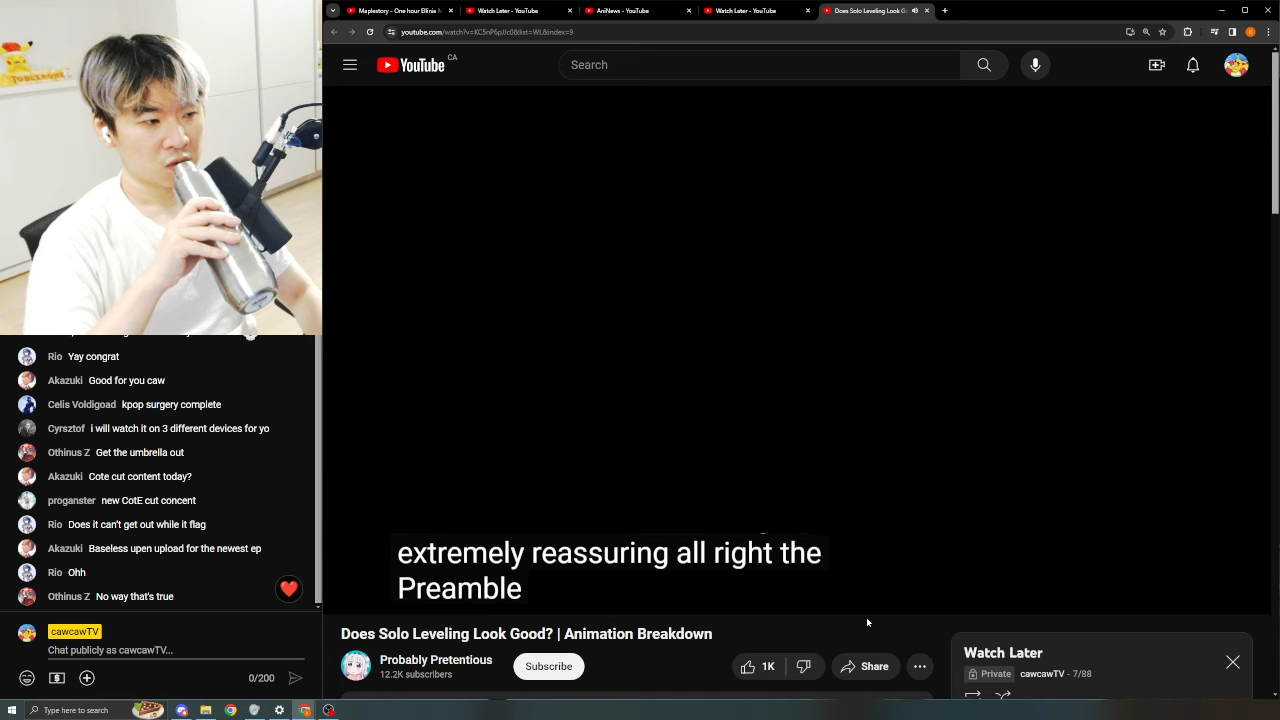 Maplestory - One hour Ellinia M
Watch Later - YouTube
AniNews - YouTube
Watch Later - YouTube
Does Solo Leveling Look G
youtube.com/watch?v=KC5nP6pJJc0&list=WL&index=9
YouTube CA
Search
TOBLERONE
Rio Yay congrat
Akazuki Good for you caw
Celis Voldigoad kpop surgery complete
Cyrsztof i will watch it on 3 different devices for yo
Othinus Z Get the umbrella out
Akazuki Cote cut content today?
proganster new CotE cut concent
Rio Does it can't get out while it flag
Akazuki Baseless upen upload for the newest ep
Rio Ohh
Othinus Z No way that's true
cawcawTV
Chat publicly as cawcawTV...
0/200
extremely reassuring all right the
Preamble
Does Solo Leveling Look Good? | Animation Breakdown
Probably Pretentious
12.2K subscribers
Subscribe
1K
Share
Watch Later
Private cawcawTV - 7/88
Type here to search